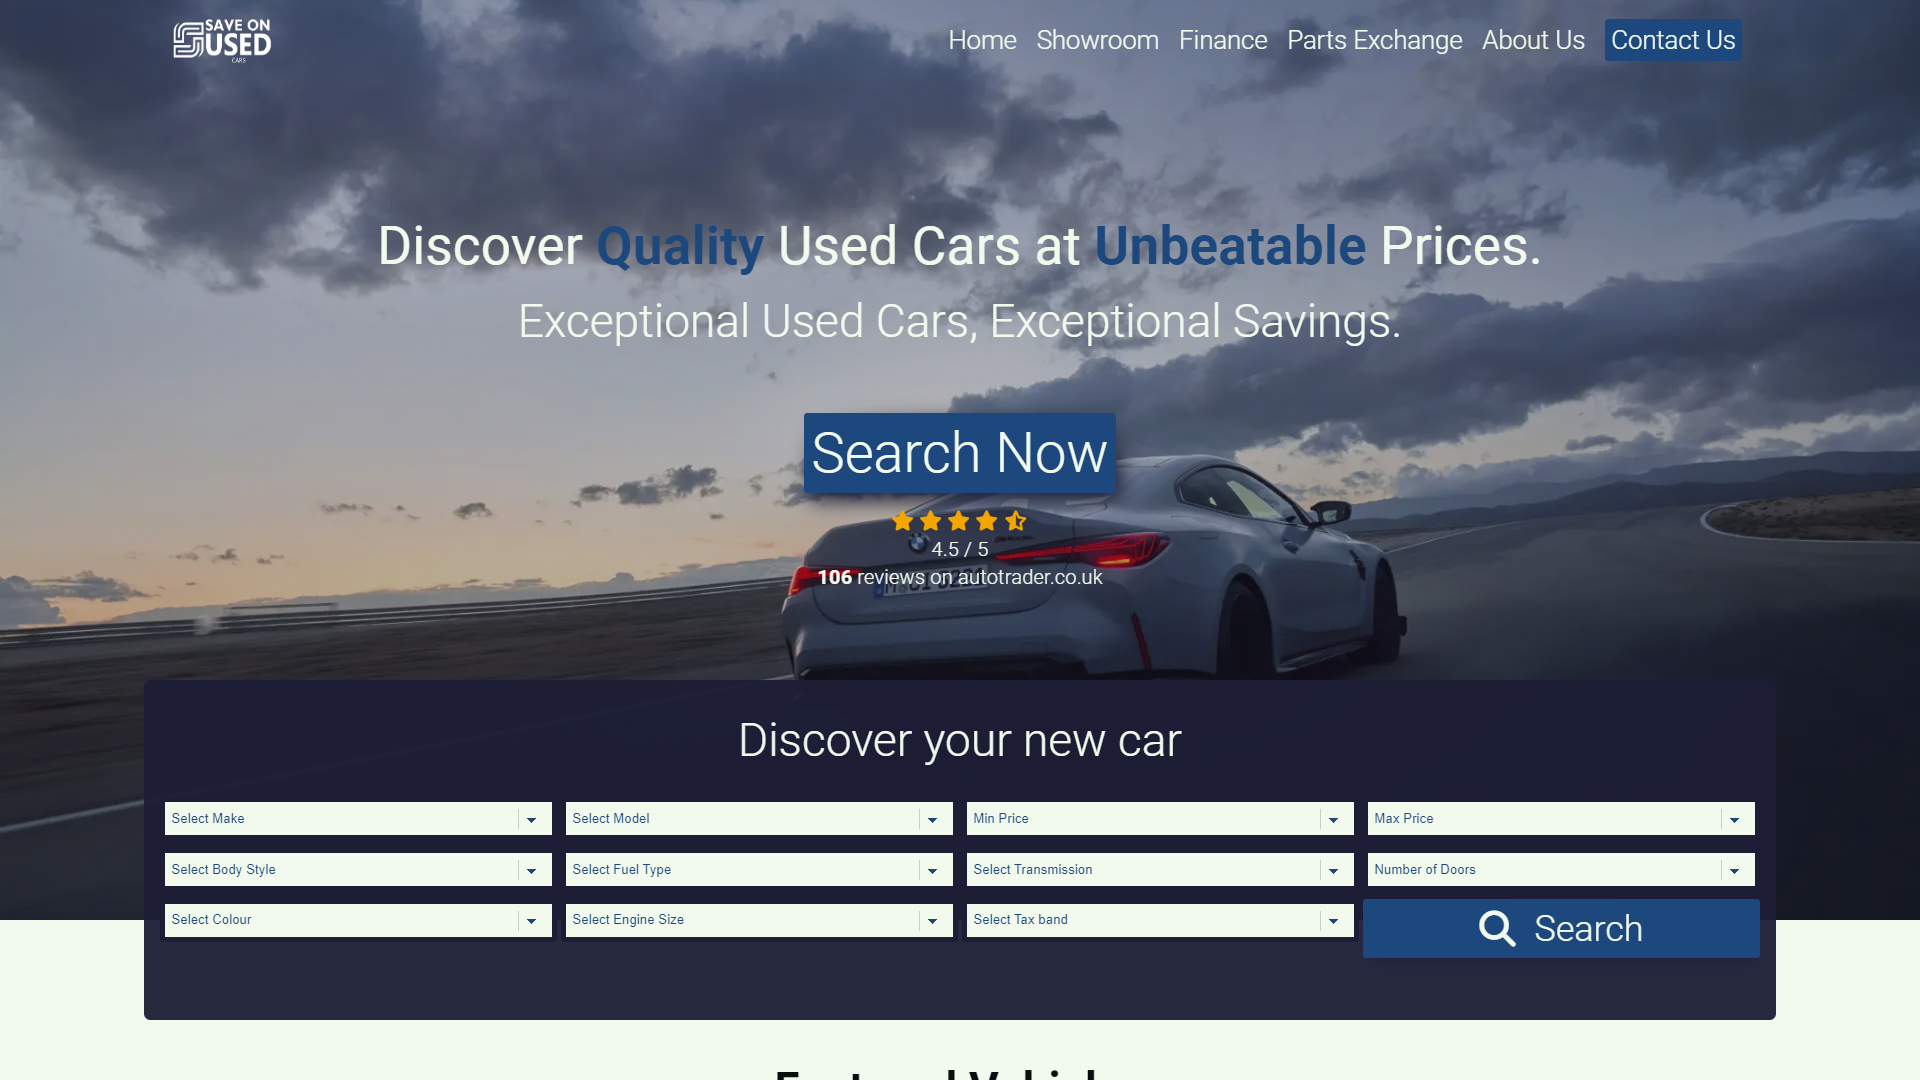 SAVE ON
USED
CARS
Home Showroom Finance Parts Exchange About Us Contact Us
Discover Quality Used Cars at Unbeatable Prices.
Exceptional Used Cars, Exceptional Savings.
Search Now
4.5 / 5
106 reviews on autotrader.co.uk
Discover your new car
Select Make Select Model Min Price Max Price
Select Body Style Select Fuel Type Select Transmission Number of Doors
Select Colour Select Engine Size Select Tax band Search